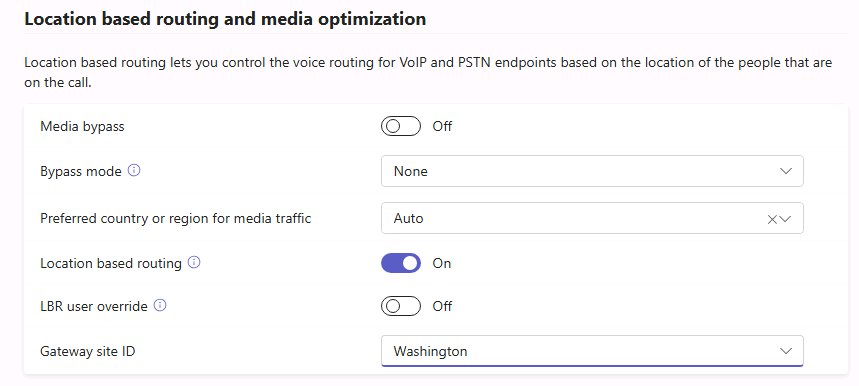 Location based routing and media optimization
Location based routing lets you control the voice routing for VoIP and PSTN endpoints based on the location of the people that are
on the call.
Media bypass Off
Bypass mode None
Preferred country or region for media traffic Auto
Location based routing On
LBR user override Off
Gateway site ID Washington